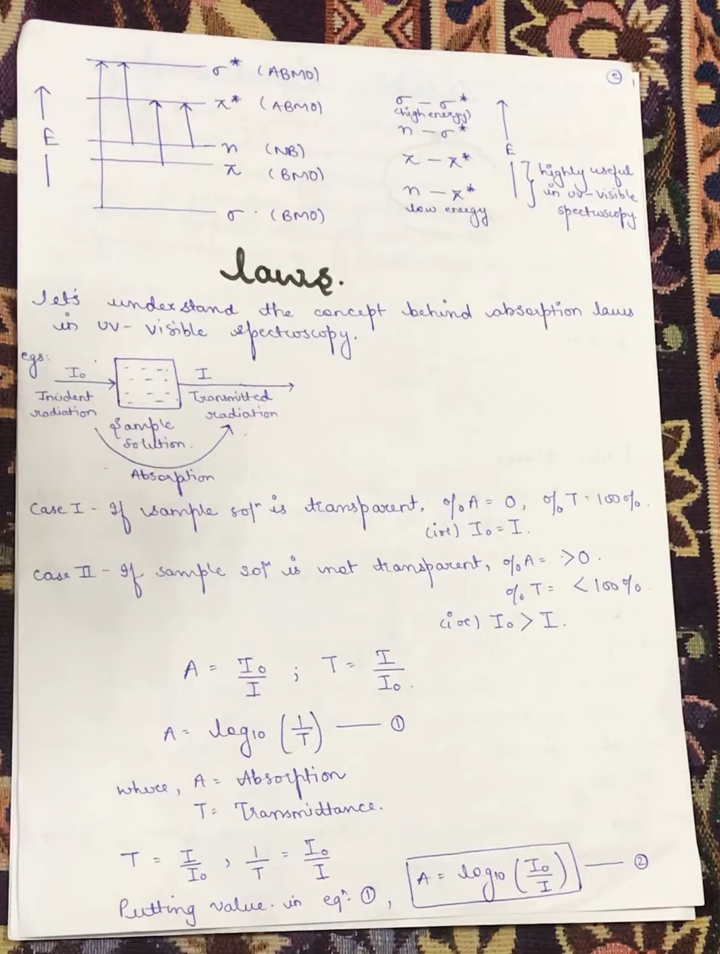 ②
σ* (ABMO)
π* (ABMO)
n (NB)
π (BMO)
σ (BMO)
E
σ - σ*
(high energy)
n - σ*
π - π*
n - π*
low energy
E
highly useful
in uv-visible
spectroscopy
laws.
let's understand the concept behind absorption laws
in UV- visible spectroscopy.
egs:
I₀
I
Incident
radiation
Transmitted
radiation
Sample
Solution.
Absorption
Case I - If sample solⁿ is transparent, %A = 0, %T = 100%.
(i.e) I₀ = I.
Case II - If sample solⁿ is not transparent, %A = >0.
%T = <100%
(i.e) I₀ > I.
A = I₀/I ; T = I/I₀.
A = log10 (1/T) —— ①
where, A = Absorption
T = Transmidtance.
T = I/I₀ , 1/T = I₀/I
Putting value. in eqⁿ. ①, A = log10 (I₀/I) —— ②